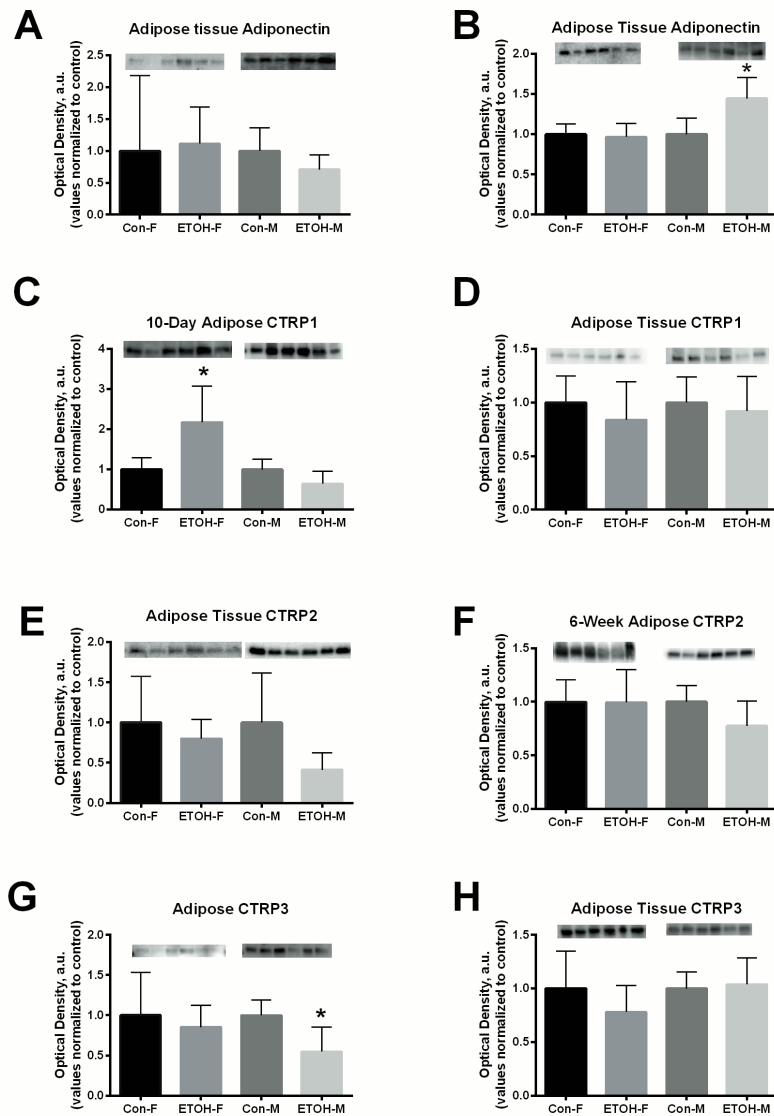 A
Adipose tissue Adiponectin
Optical Density, a.u.
(values normalized to control)
2.5
2.0
1.5
1.0
0.5
0.0
Con-F ETOH-F Con-M ETOH-M
B
Adipose Tissue Adiponectin
Optical Density, a.u.
(values normalized to control)
2.0
1.5
1.0
0.5
0.0
*
Con-F ETOH-F Con-M ETOH-M
C
10-Day Adipose CTRP1
Optical Density, a.u.
(values normalized to control)
4
3
2
1
0
*
Con-F ETOH-F Con-M ETOH-M
D
Adipose Tissue CTRP1
Optical Density, a.u.
(values normalized to control)
1.5
1.0
0.5
0.0
Con-F ETOH-F Con-M ETOH-M
E
Adipose Tissue CTRP2
Optical Density, a.u.
(values normalized to control)
2.0
1.5
1.0
0.5
0.0
Con-F ETOH-F Con-M ETOH-M
F
6-Week Adipose CTRP2
Optical Density, a.u.
(values normalized to control)
1.5
1.0
0.5
0.0
Con-F ETOH-F Con-M ETOH-M
G
Adipose CTRP3
Optical Density, a.u.
(values normalized to control)
2.0
1.5
1.0
0.5
0.0
*
Con-F ETOH-F Con-M ETOH-M
H
Adipose Tissue CTRP3
Optical Density, a.u.
(values normalized to control)
1.5
1.0
0.5
0.0
Con-F ETOH-F Con-M ETOH-M